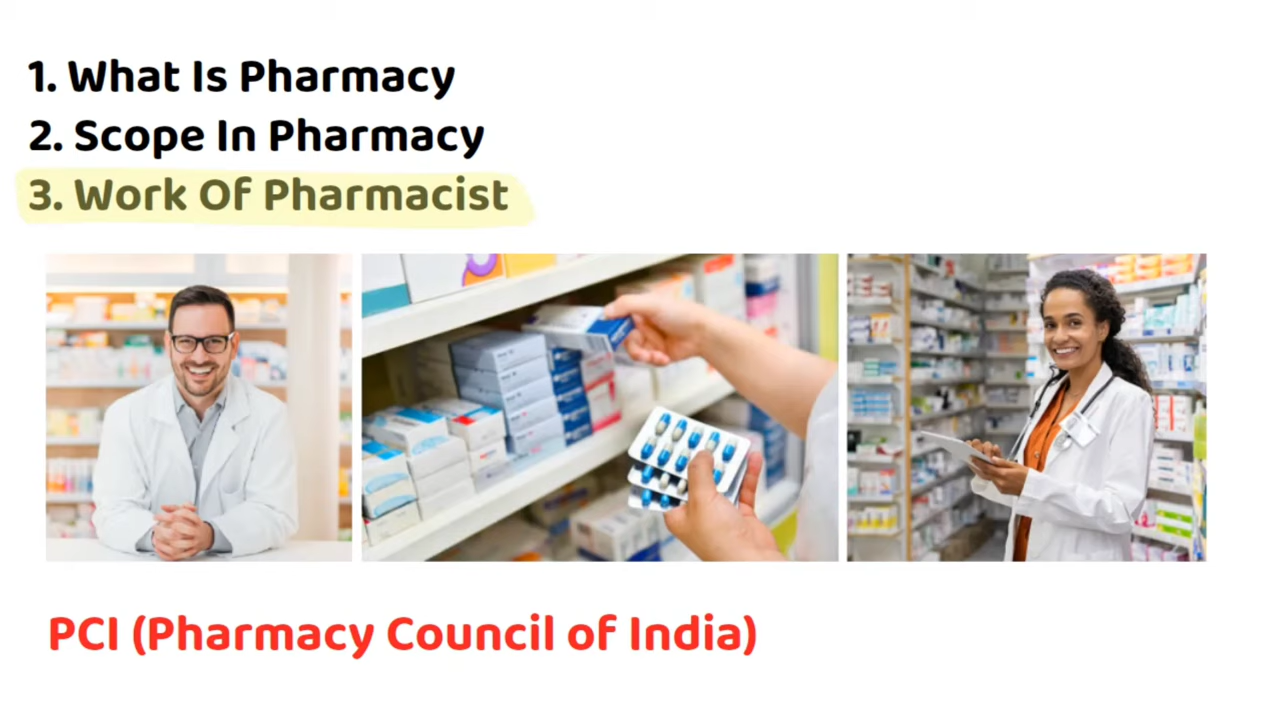 1. What Is Pharmacy
2. Scope In Pharmacy
3. Work Of Pharmacist
PCI (Pharmacy Council of India)